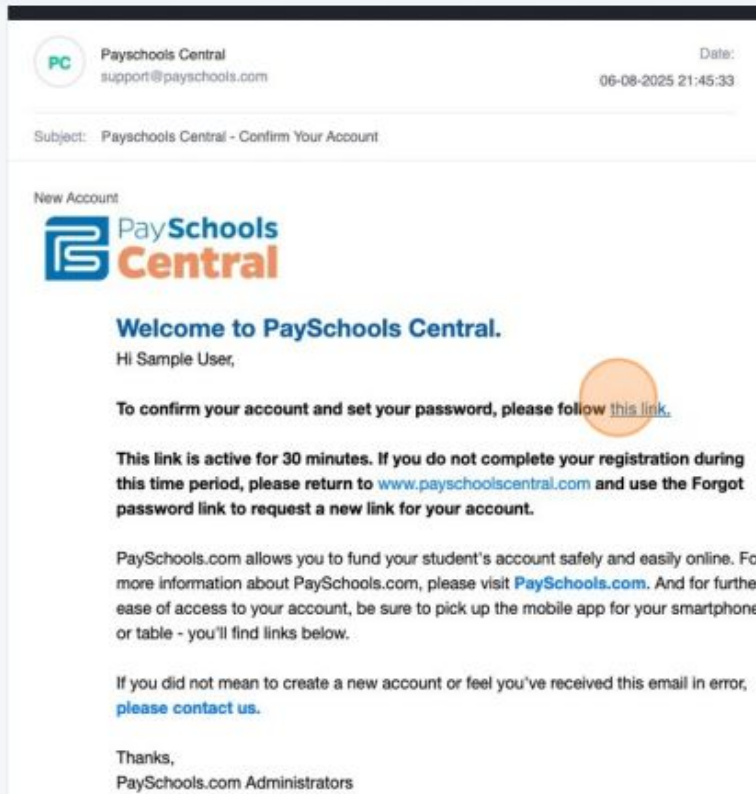 PC
Payschools Central
support@payschools.com
Date:
06-08-2025 21:45:33
Subject: Payschools Central - Confirm Your Account
New Account
PaySchools
Central
Welcome to PaySchools Central.
Hi Sample User,
To confirm your account and set your password, please follow this link.
This link is active for 30 minutes. If you do not complete your registration during
this time period, please return to www.payschoolscentral.com and use the Forgot
password link to request a new link for your account.
PaySchools.com allows you to fund your student's account safely and easily online. Fo
more information about PaySchools.com, please visit PaySchools.com. And for furthe
ease of access to your account, be sure to pick up the mobile app for your smartphone
or table - you'll find links below.
If you did not mean to create a new account or feel you've received this email in error,
please contact us.
Thanks,
PaySchools.com Administrators